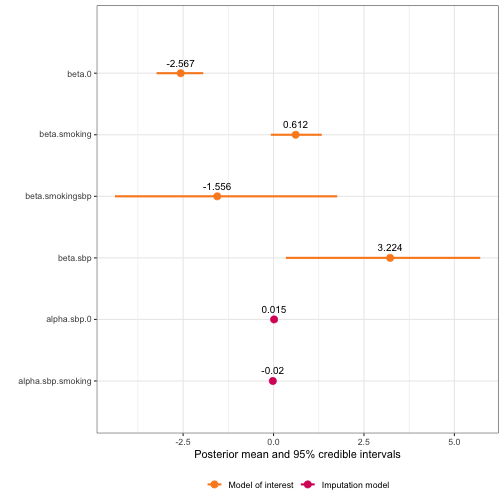 beta.0
-2.567
beta.smoking
0.612
beta.smokingsbp
-1.556
beta.sbp
3.224
alpha.sbp.0
0.015
alpha.sbp.smoking
-0.02
-2.5 0.0 2.5 5.0
Posterior mean and 95% credible intervals
Model of interest Imputation model